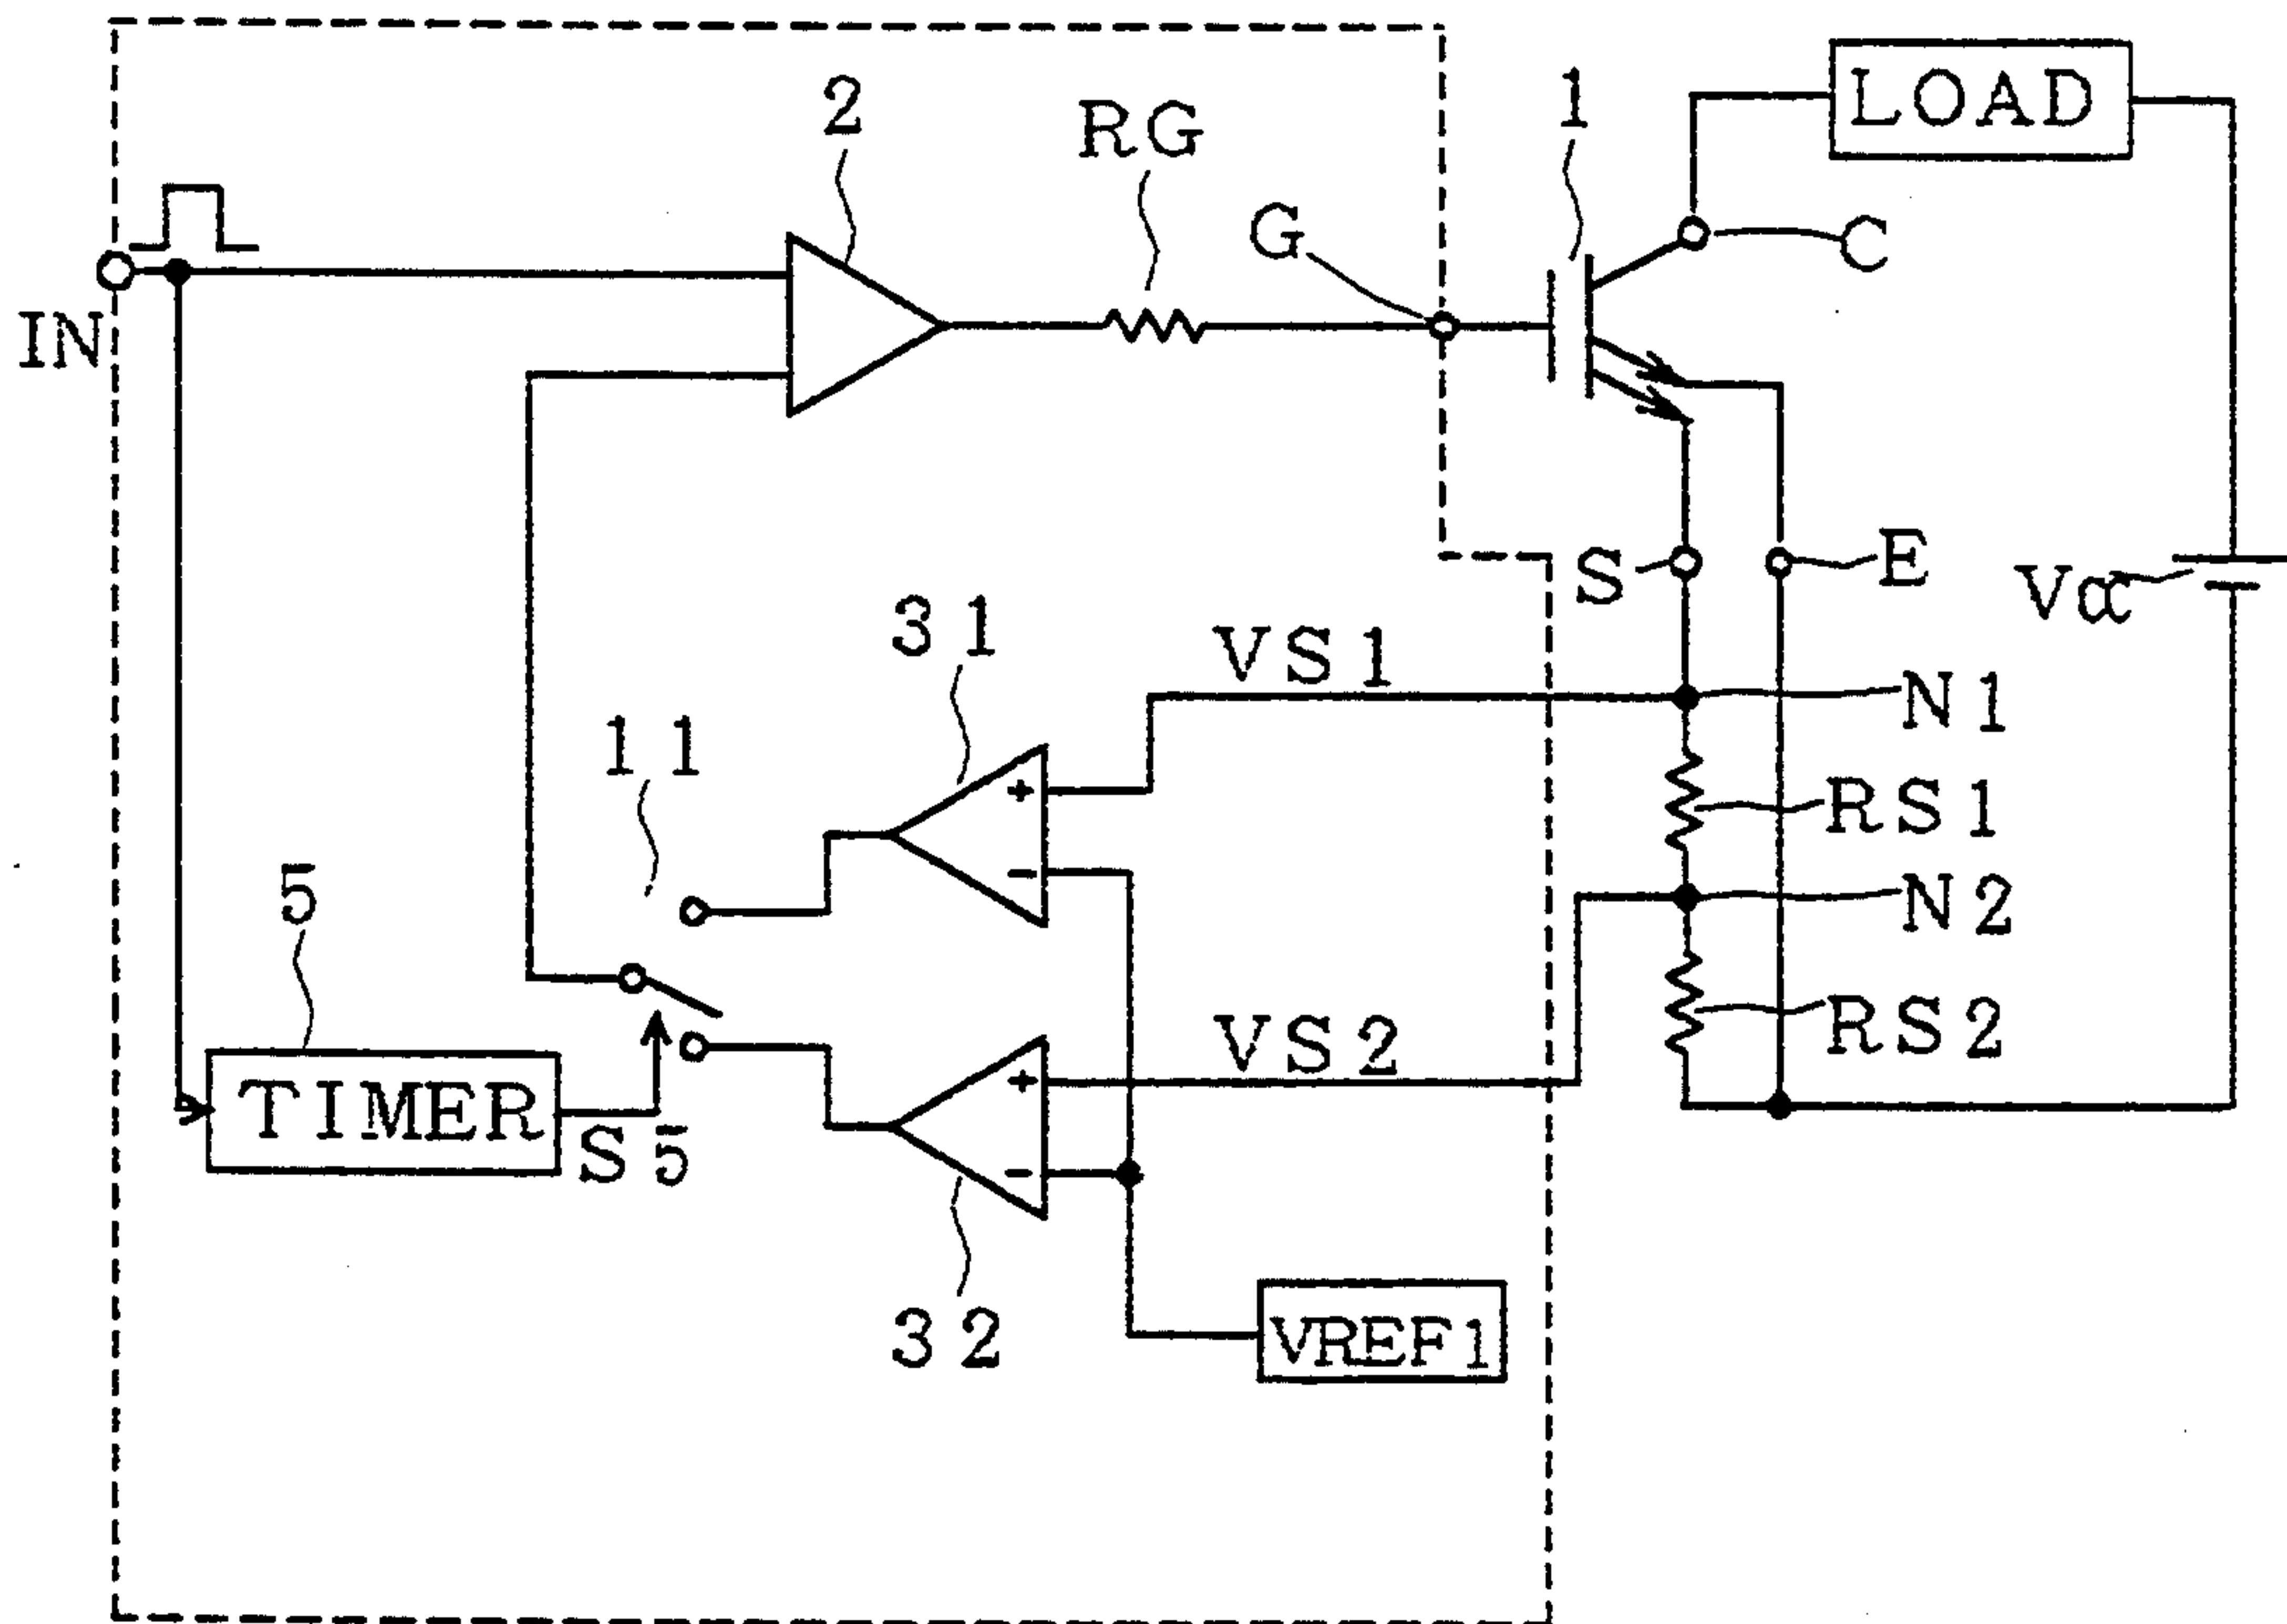 LOAD
2
RG
1
G
C
IN
S
E
Vα
31
VS1
N1
11
RS1
5
N2
TIMER
S5
VS2
RS2
32
VREF1